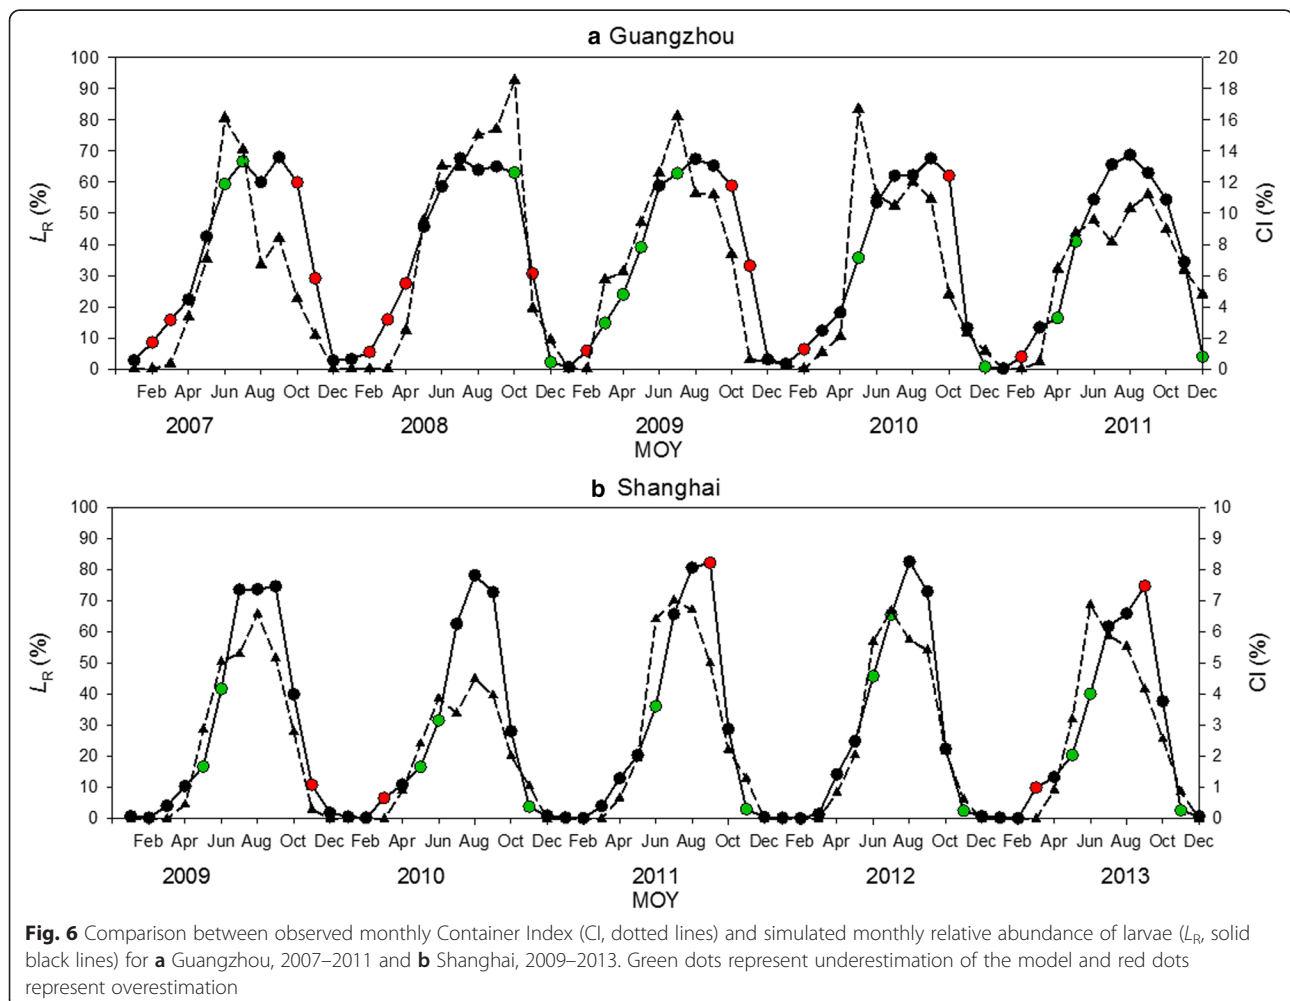 a Guangzhou
100 90 80 70 60 50 40 30 20 10 0
L_R (%)
20 18 16 14 12 10 8 6 4 2 0
CI (%)
Feb Apr Jun Aug Oct Dec Feb Apr Jun Aug Oct Dec Feb Apr Jun Aug Oct Dec Feb Apr Jun Aug Oct Dec Feb Apr Jun Aug Oct Dec
2007 2008 2009 2010 2011
MOY
b Shanghai
100 90 80 70 60 50 40 30 20 10 0
L_R (%)
10 9 8 7 6 5 4 3 2 1 0
CI (%)
Feb Apr Jun Aug Oct Dec Feb Apr Jun Aug Oct Dec Feb Apr Jun Aug Oct Dec Feb Apr Jun Aug Oct Dec Feb Apr Jun Aug Oct Dec
2009 2010 2011 2012 2013
MOY
Fig. 6 Comparison between observed monthly Container Index (CI, dotted lines) and simulated monthly relative abundance of larvae (L_R, solid
black lines) for a Guangzhou, 2007–2011 and b Shanghai, 2009–2013. Green dots represent underestimation of the model and red dots
represent overestimation